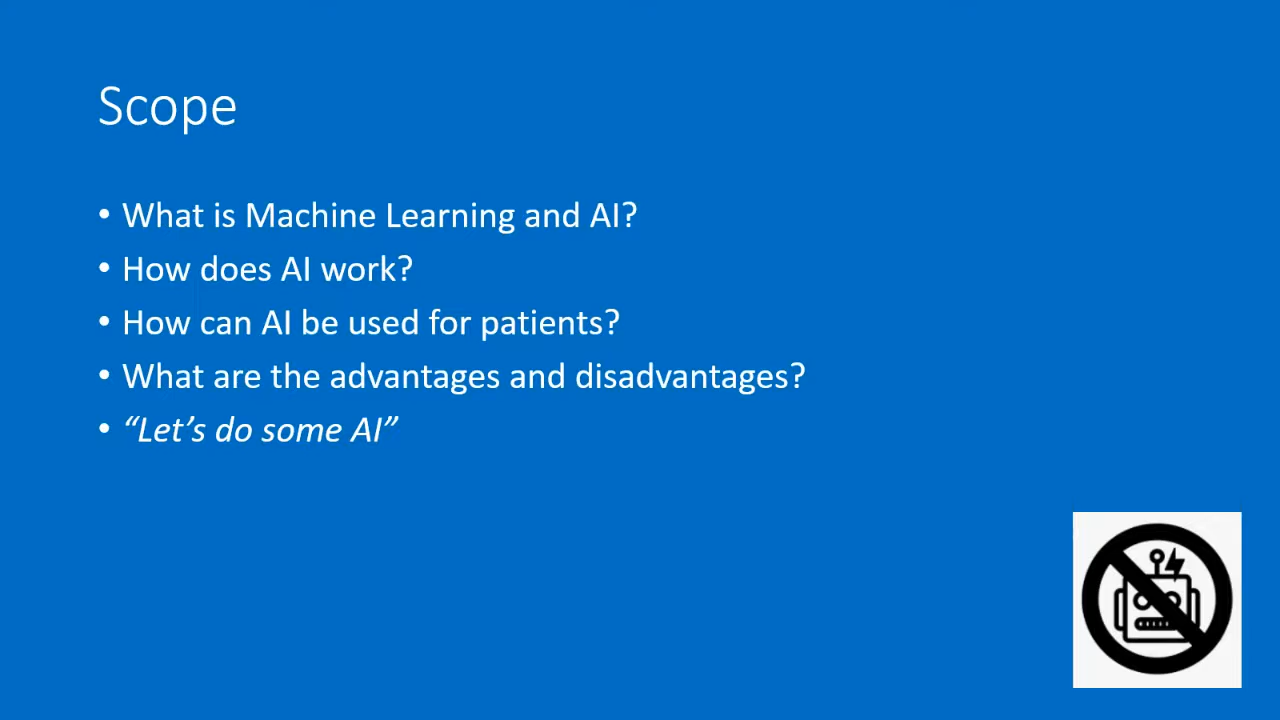 Scope
• What is Machine Learning and AI?
• How does AI work?
• How can AI be used for patients?
• What are the advantages and disadvantages?
• “Let’s do some AI”